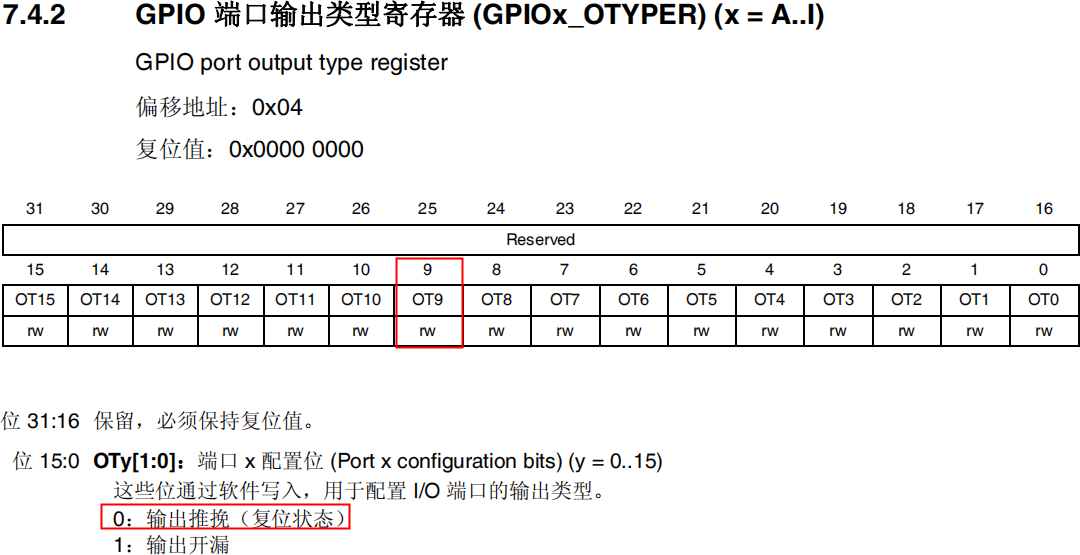 7.4.2 GPIO 端口输出类型寄存器 (GPIOx_OTYPER) (x = A..I)
GPIO port output type register
偏移地址：0x04
复位值：0x0000 0000
31 30 29 28 27 26 25 24 23 22 21 20 19 18 17 16
Reserved
15 14 13 12 11 10 9 8 7 6 5 4 3 2 1 0
OT15 OT14 OT13 OT12 OT11 OT10 OT9 OT8 OT7 OT6 OT5 OT4 OT3 OT2 OT1 OT0
rw rw rw rw rw rw rw rw rw rw rw rw rw rw rw rw
位 31:16 保留，必须保持复位值。
位 15:0 OTy[1:0]：端口 x 配置位 (Port x configuration bits) (y = 0..15)
这些位通过软件写入，用于配置 I/O 端口的输出类型。
0：输出推挽（复位状态）
1：输出开漏